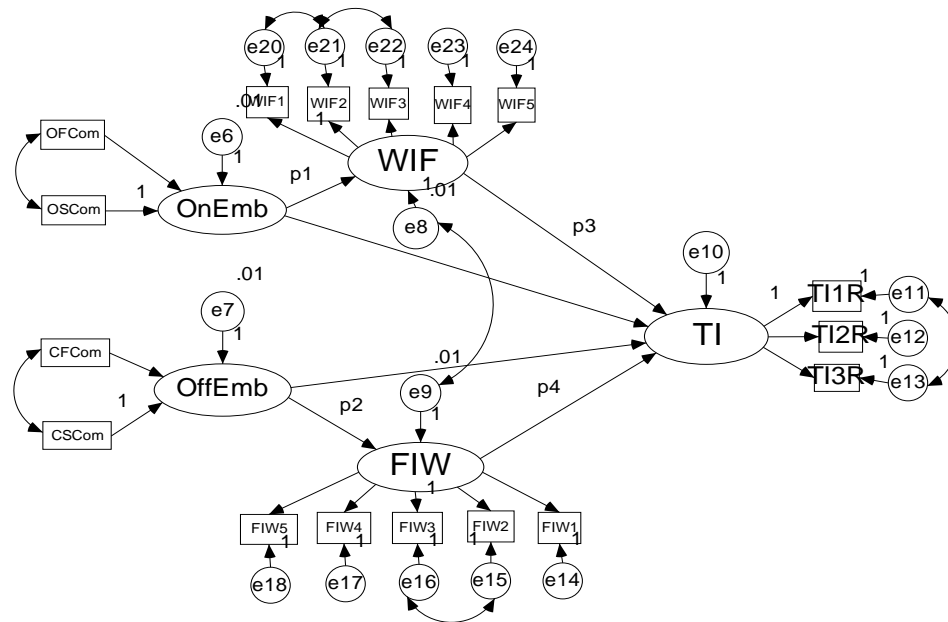 e20
e21
e22
e23
e24
1
1
1
1
1
WIF1
WIF2
WIF3
WIF4
WIF5
.01
1
OFCom
e6
1
WIF
p1
1
.01
1
OSCom
OnEmb
e8
p3
e10
1
.01
e7
1
1
TI1R
1
e11
TI
TI2R
1
e12
TI3R
1
e13
CFCom
.01
OffEmb
e9
p4
1
p2
1
CSCom
FIW
1
FIW5
FIW4
FIW3
FIW2
FIW1
1
1
1
1
1
e18
e17
e16
e15
e14